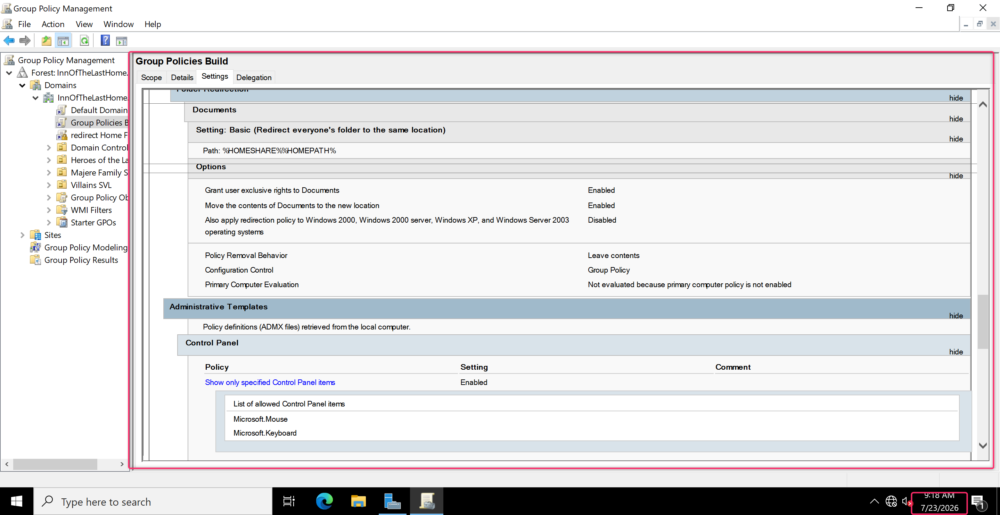 Group Policy Management
File Action View Window Help
Group Policy Management
Forest: InnOfTheLastHome.
Domains
InnOfTheLastHome.
Default Domain
Group Policies B
redirect Home F
Domain Control
Heroes of the La
Majere Family S
Villains SVL
Group Policy Ob
WMI Filters
Starter GPOs
Sites
Group Policy Modeling
Group Policy Results
Group Policies Build
Scope Details Settings Delegation
Folder Redirection
hide
Documents
hide
Setting: Basic (Redirect everyone's folder to the same location)
hide
Path: %HOMESHARE%%HOMEPATH%
Options
hide
Grant user exclusive rights to Documents Enabled
Move the contents of Documents to the new location Enabled
Also apply redirection policy to Windows 2000, Windows 2000 server, Windows XP, and Windows Server 2003 Disabled
operating systems
Policy Removal Behavior Leave contents
Configuration Control Group Policy
Primary Computer Evaluation Not evaluated because primary computer policy is not enabled
Administrative Templates
hide
Policy definitions (ADMX files) retrieved from the local computer.
Control Panel
hide
Policy Setting Comment
Show only specified Control Panel items Enabled
List of allowed Control Panel items
Microsoft.Mouse
Microsoft.Keyboard
Type here to search
9:18 AM
7/23/2026
1